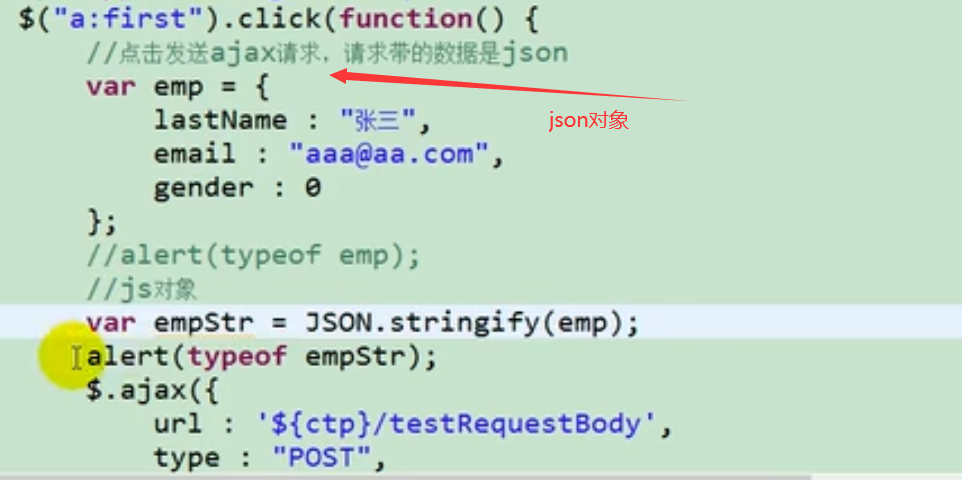 $("a:first").click(function() {
//点击发送ajax请求，请求带的数据是json
var emp = {
json对象
lastName : "张三",
email : "aaa@aa.com",
gender : 0
};
//alert(typeof emp);
//js对象
var empStr = JSON.stringify(emp);
alert(typeof empStr);
$.ajax({
url : '${ctp}/testRequestBody',
type : "POST",